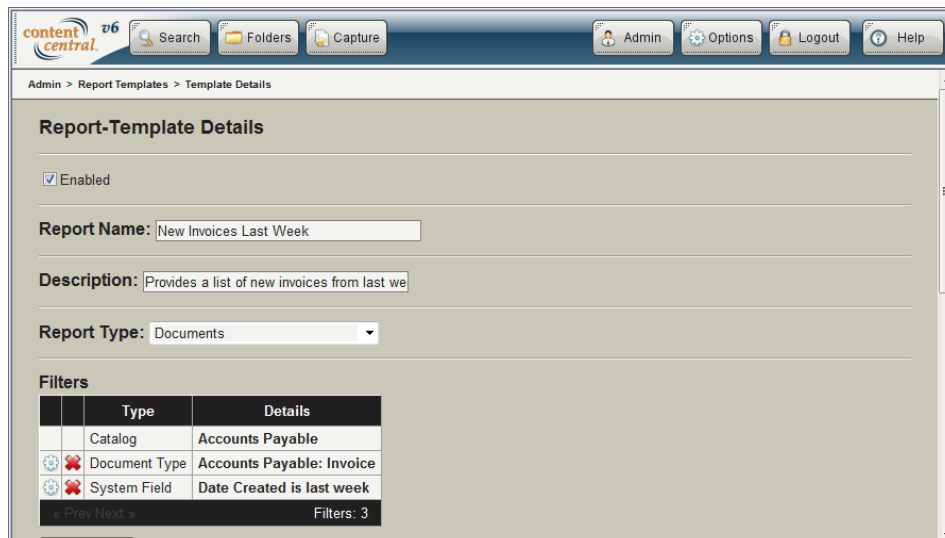 content central v6 Search Folders Capture Admin Options Logout Help
Admin > Report Templates > Template Details
Report-Template Details
Enabled
Report Name: New Invoices Last Week
Description: Provides a list of new invoices from last we
Report Type: Documents
Filters
Type Details
Catalog Accounts Payable
Document Type Accounts Payable: Invoice
System Field Date Created is last week
« Prev Next » Filters: 3